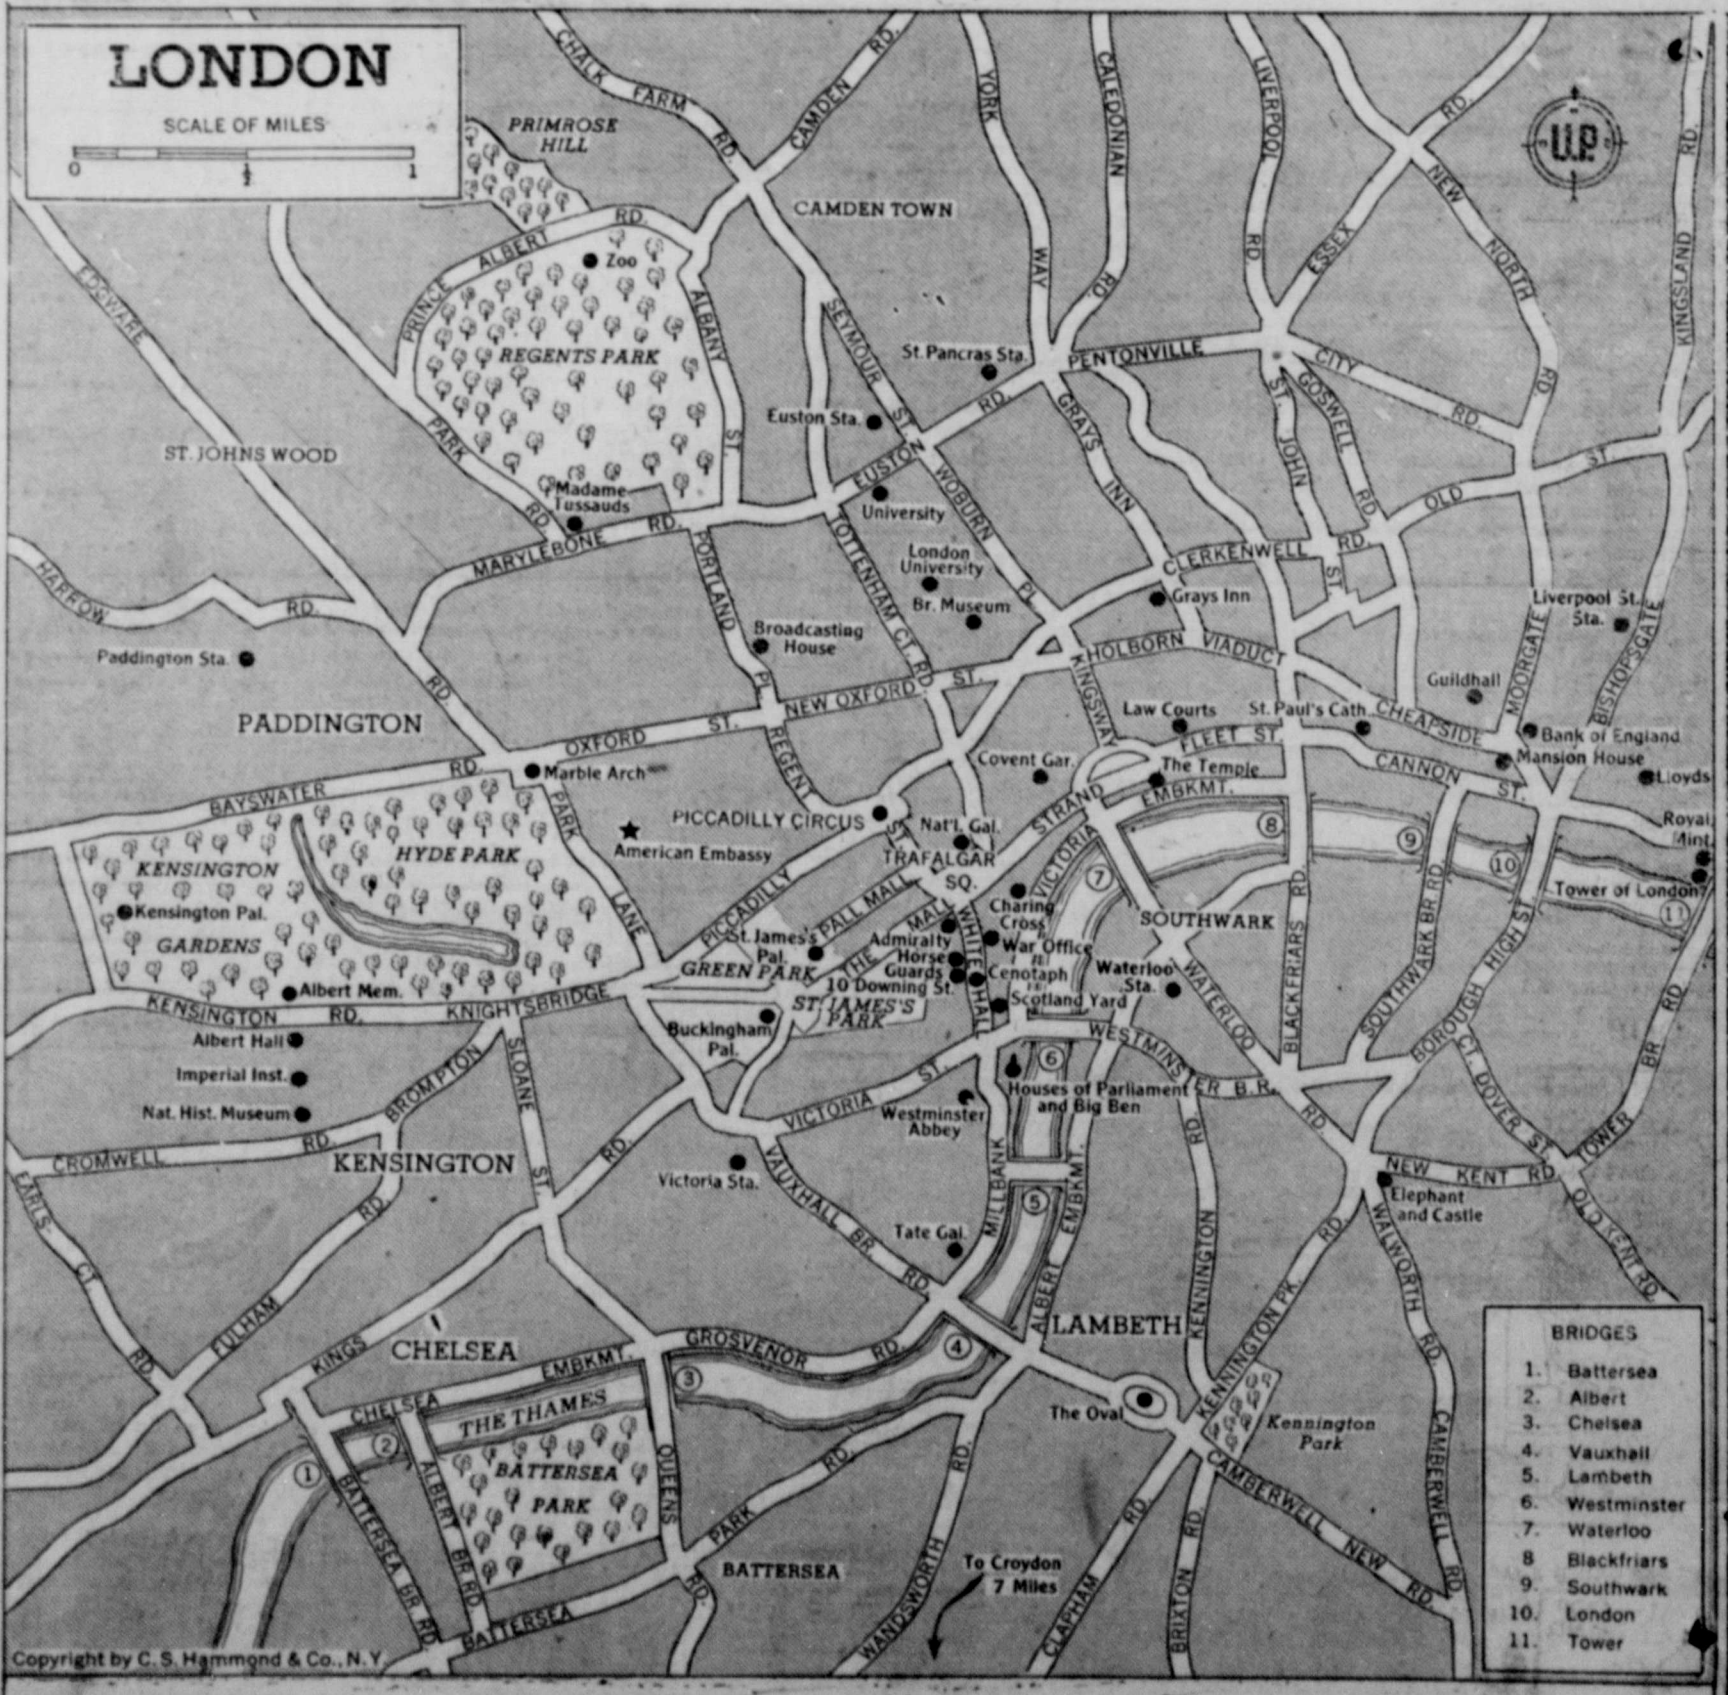 LONDON
SCALE OF MILES
0 ½ 1
U.P.
CHALK FARM RD.
CAMDEN RD.
YORK WAY
CALEDONIAN RD.
LIVERPOOL RD
ESSEX RD.
NEW NORTH RD.
KINGSLAND RD.
PRIMROSE
HILL
CAMDEN TOWN
PRINCE ALBERT RD.
Zoo
ALBANY ST.
REGENTS PARK
SEYMOUR ST.
St. Pancras Sta.
PENTONVILLE RD.
CITY RD.
GOSWELL RD.
ST. JOHN ST.
GRAYS INN
EDGWARE RD.
ST. JOHNS WOOD
PARK RD.
Euston Sta.
EUSTON
OLD ST
Madame
Tussauds
University
WOBURN PL.
MARYLEBONE RD.
PORTLAND PL.
TOTTENHAM CT. RD
London
University
Br. Museum
CLERKENWELL RD.
Grays Inn
HARROW RD.
Liverpool St.
Sta.
MOORGATE
BISHOPSGATE
Broadcasting
House
Paddington Sta.
HOLBORN VIADUCT
KINGSWAY
Guildhall
PADDINGTON
OXFORD ST.
NEW OXFORD ST.
REGENT ST.
Law Courts
St. Paul's Cath.
CHEAPSIDE
Bank of England
FLEET ST
Mansion House
CANNON ST.
Lloyds
BAYSWATER RD.
Marble Arch
Covent Gar.
The Temple
STRAND
VICTORIA EMBKMT.
PARK LANE
PICCADILLY CIRCUS
Nat'l. Gal.
TRAFALGAR
SQ.
American Embassy
Royal
Mint.
HYDE PARK
KENSINGTON
GARDENS
Kensington Pal.
PICCADILLY
PALL MALL
THE MALL
WHITE HALL
Charing
Cross
SOUTHWARK
Tower of London
7
8
9
10
11
St. James's
Pal.
Admiralty
War Office
Horse
Guards
Cenotaph
10 Downing St.
Scotland Yard
Waterloo
Sta.
GREEN PARK
ST. JAMES'S
PARK
Albert Mem.
KENSINGTON RD.
KNIGHTSBRIDGE
Buckingham
Pal.
Albert Hall
Imperial Inst.
Nat. Hist. Museum
BROMPTON
SLOANE ST.
WATERLOO RD.
BLACKFRIARS RD
SOUTHWARK BR RD
BOROUGH HIGH ST.
WESTMINSTER B.R.
6
Houses of Parliament
and Big Ben
VICTORIA ST.
Westminster
Abbey
CT. DOVER ST.
TOWER BR RD
CROMWELL RD.
KENSINGTON
Victoria Sta.
VAUXHALL BR. RD.
MILLBANK
5
ALBERT EMBKMT.
KENNINGTON RD.
NEW KENT RD
Elephant
and Castle
OLD KENT RD.
WALWORTH RD.
EARLS CT. RD.
FULHAM RD.
KINGS RD.
Tate Gal.
CHELSEA
LAMBETH
KENNINGTON PK. RD.
GROSVENOR RD.
4
3
CHELSEA EMBKMT.
THE THAMES
2
1
The Oval
Kennington
Park
BATTERSEA
PARK
QUEENS RD.
BATTERSEA BR. RD.
ALBERT BR RD
BATTERSEA PARK RD.
BATTERSEA
WANDSWORTH RD.
To Croydon
7 Miles
CLAPHAM RD.
BRIXTON RD.
CAMBERWELL NEW RD.
CAMBERWELL RD.
BRIDGES
1. Battersea
2. Albert
3. Chelsea
4. Vauxhall
5. Lambeth
6. Westminster
7. Waterloo
8 Blackfriars
9. Southwark
10. London
11. Tower
Copyright by C. S. Hammond & Co., N. Y.